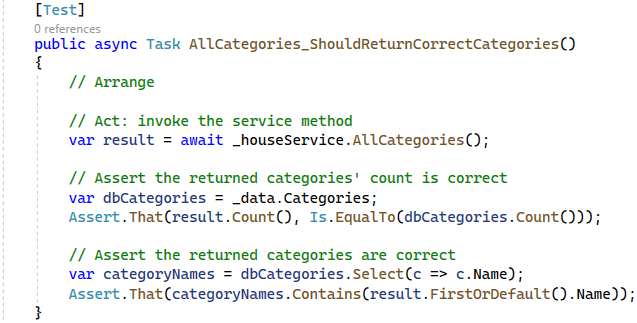 [Test]
0 references
public async Task AllCategories_ShouldReturnCorrectCategories()
{
// Arrange
// Act: invoke the service method
var result = await _houseService.AllCategories();
// Assert the returned categories' count is correct
var dbCategories = _data.Categories;
Assert.That(result.Count(), Is.EqualTo(dbCategories.Count()));
// Assert the returned categories are correct
var categoryNames = dbCategories.Select(c => c.Name);
Assert.That(categoryNames.Contains(result.FirstOrDefault().Name));
}